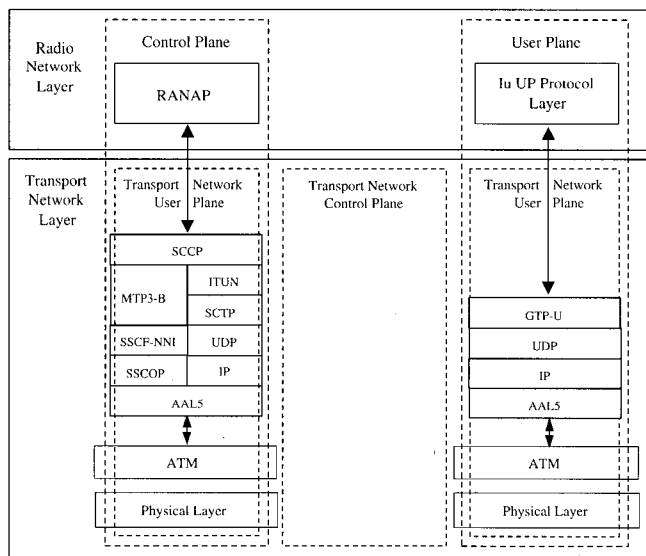 Radio
Network
Layer
Control Plane
RANAP
User Plane
Iu UP Protocol
Layer
Transport
Network
Layer
Transport Network
User Plane
SCCP
MTP3-B
ITUN
SCTP
SSCF-NNI
UDP
SSCOP
IP
AAL5
ATM
Physical Layer
Transport Network
Control Plane
Transport Network
User Plane
GTP-U
UDP
IP
AAL5
ATM
Physical Layer